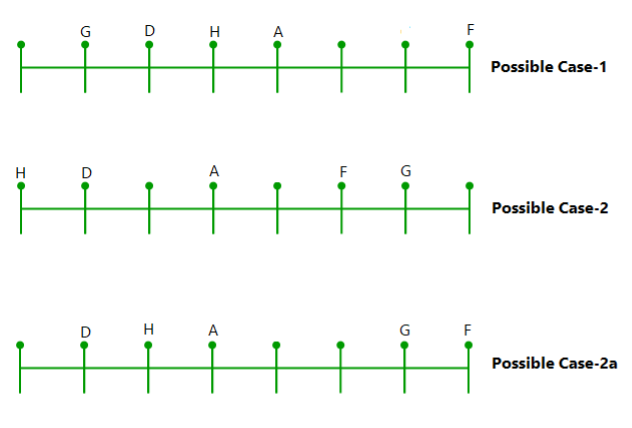 G D H A F
Possible Case-1
H D A F G
Possible Case-2
D H A G F
Possible Case-2a